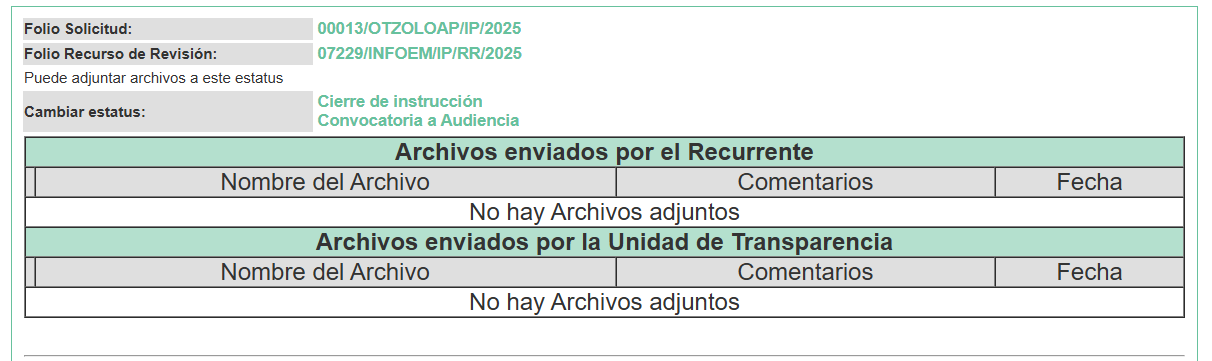 Folio Solicitud: 00013/OTZOLOAP/IP/2025
Folio Recurso de Revisión: 07229/INFOEM/IP/RR/2025
Puede adjuntar archivos a este estatus
Cambiar estatus: Cierre de instrucción
Convocatoria a Audiencia
Archivos enviados por el Recurrente
Nombre del Archivo Comentarios Fecha
No hay Archivos adjuntos
Archivos enviados por la Unidad de Transparencia
Nombre del Archivo Comentarios Fecha
No hay Archivos adjuntos